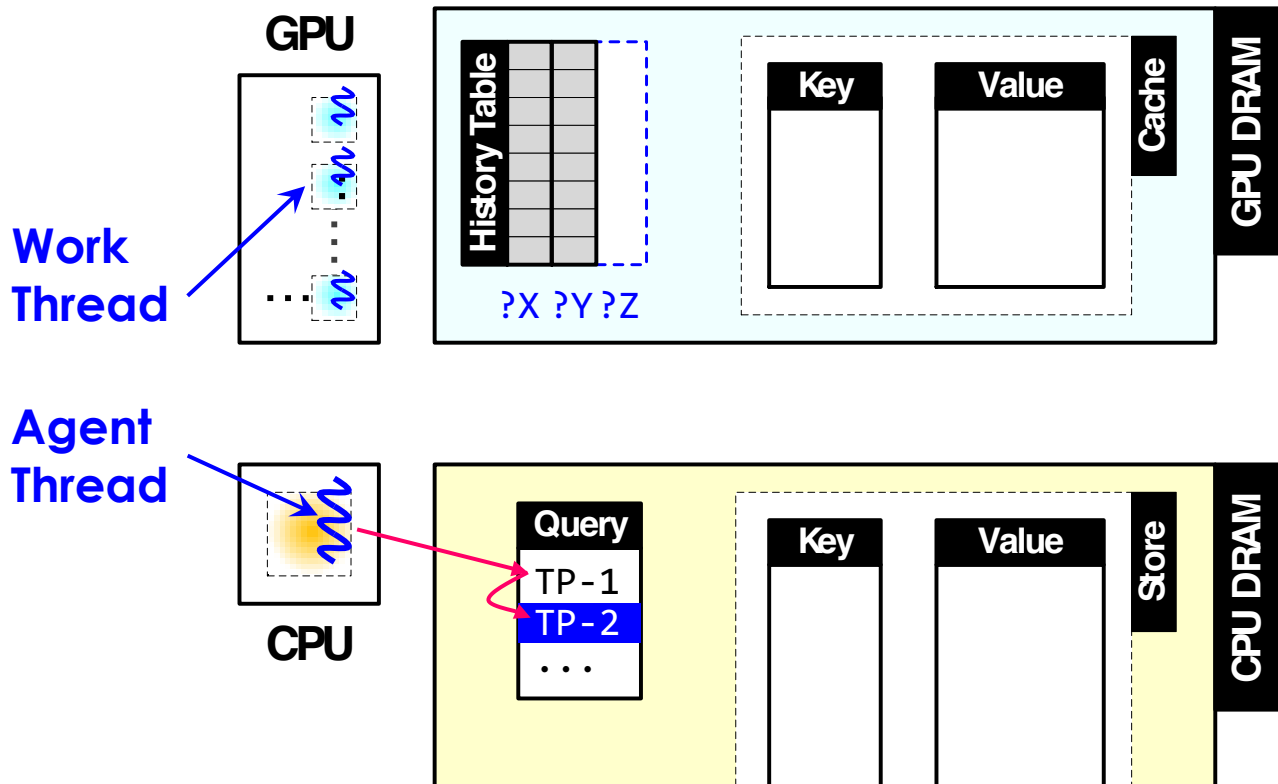 GPU
Work
Thread
History Table
?X ?Y ?Z
Key
Value
Cache
GPU DRAM
Agent
Thread
CPU
Query
TP-1
TP-2
...
Key
Value
Store
CPU DRAM